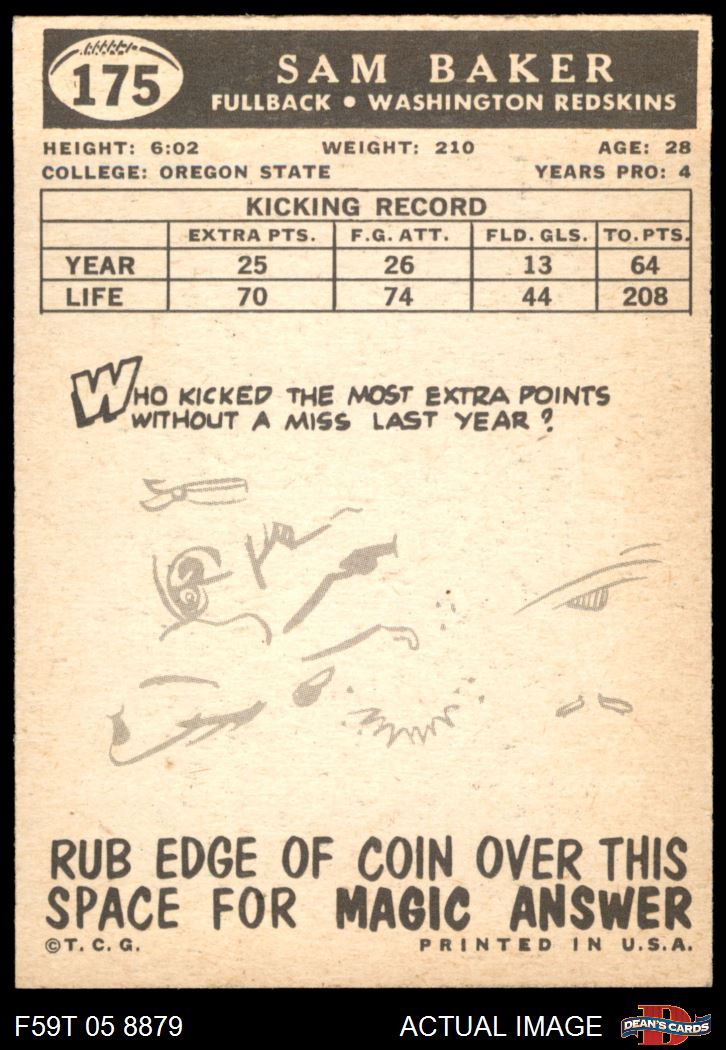 175
SAM BAKER
FULLBACK • WASHINGTON REDSKINS
HEIGHT: 6:02 WEIGHT: 210 AGE: 28
COLLEGE: OREGON STATE YEARS PRO: 4
KICKING RECORD
EXTRA PTS. F.G. ATT. FLD. GLS. TO. PTS.
YEAR 25 26 13 64
LIFE 70 74 44 208
WHO KICKED THE MOST EXTRA POINTS
WITHOUT A MISS LAST YEAR?
RUB EDGE OF COIN OVER THIS
SPACE FOR MAGIC ANSWER
© T. C. G. PRINTED IN U.S.A.
F59T 05 8879 ACTUAL IMAGE D DEAN'S CARDS